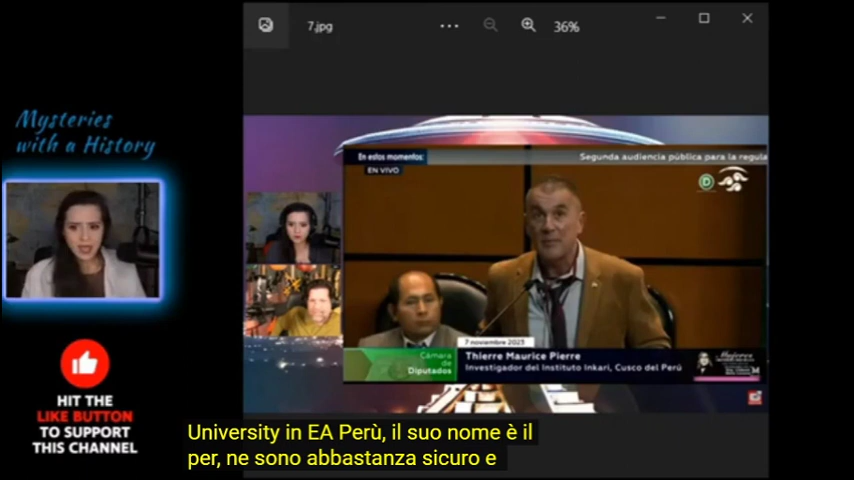 7.jpg
36%
Mysteries
with a History
En estos momentos:
Segunda audiencia pública para la regula
EN VIVO
7 noviembre 2023
Cámara
de
Diputados
Thierre Maurice Pierre
Investigador del Instituto Inkari, Cusco del Perú
HIT THE
LIKE BUTTON
TO SUPPORT
THIS CHANNEL
University in EA Perù, il suo nome è il
per, ne sono abbastanza sicuro e